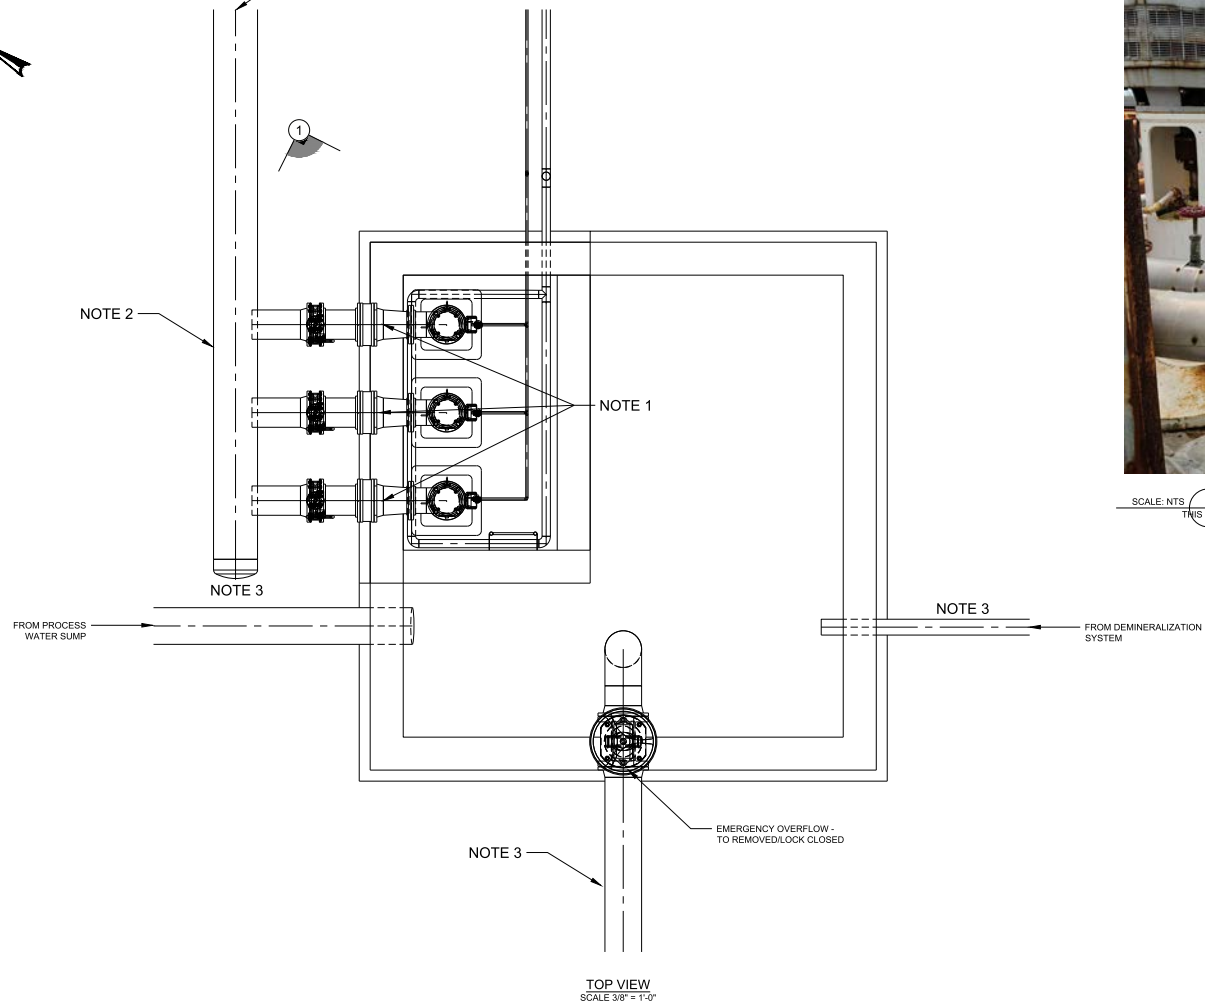 1
NOTE 2
NOTE 1
SCALE: NTS
THIS
NOTE 3
NOTE 3
FROM PROCESS
WATER SUMP
FROM DEMINERALIZATION
SYSTEM
EMERGENCY OVERFLOW -
TO REMOVED/LOCK CLOSED
NOTE 3
TOP VIEW
SCALE 3/8" = 1'-0"